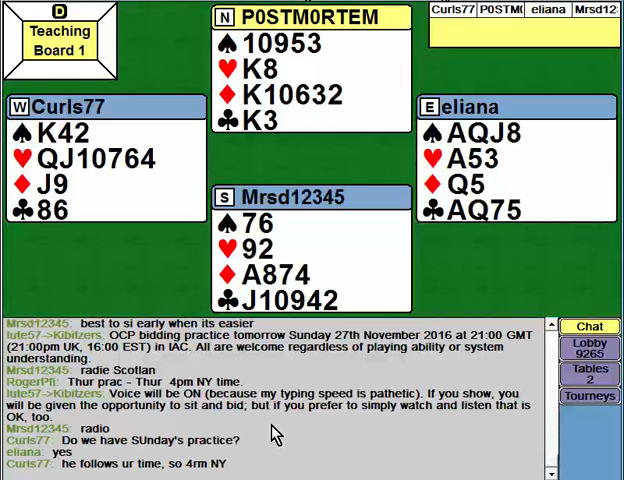 D
Teaching
Board 1
N P0STM0RTEM
♠10953
♥K8
♦K10632
♣K3
Curls77 P0STM( eliana Mrsd12
W Curls77
♠K42
♥QJ10764
♦J9
♣86
E eliana
♠AQJ8
♥A53
♦Q5
♣AQ75
S Mrsd12345
♠76
♥92
♦A874
♣J10942
Mrsd12345: best to si early when its easier
lute57->Kibitzers: OCP bidding practice tomorrow Sunday 27th November 2016 at 21:00 GMT
(21:00pm UK, 16:00 EST) in IAC. All are welcome regardless of playing ability or system
understanding.
Mrsd12345: radie Scotlan
RogerPfi: Thur prac - Thur 4pm NY time.
lute57->Kibitzers: Voice will be ON (because my typing speed is pathetic). If you show, you
will be given the opportunity to sit and bid; but if you prefer to simply watch and listen that is
OK, too.
Mrsd12345: radio
Curls77: Do we have SUnday's practice?
eliana: yes
Curls77: he follows ur time, so 4rm NY
Chat
Lobby
9265
Tables
2
Tourneys